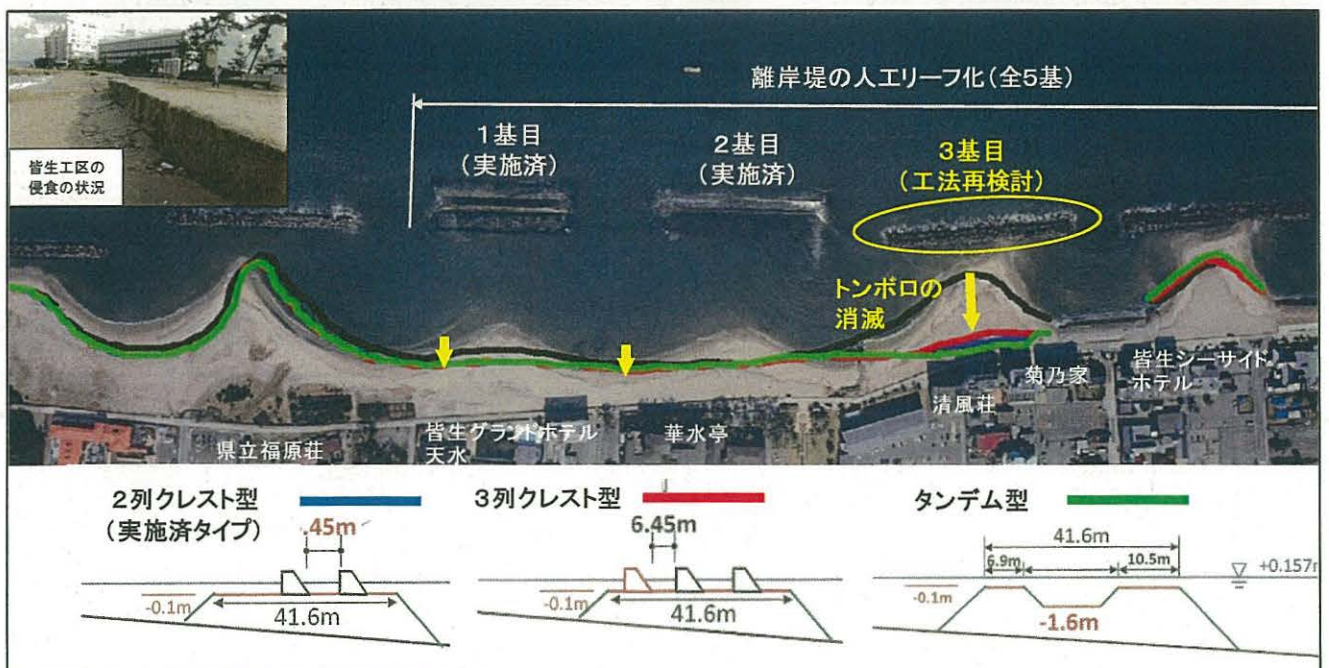 離岸堤の人工リーフ化(全5基)
皆生工区の
侵食の状況
1基目
(実施済)
2基目
(実施済)
3基目
(工法再検討)
トンボロの
消滅
県立福原荘
皆生グランドホテル
天水
華水亭
清風荘
菊乃家
皆生シーサイド
ホテル
2列クレスト型
(実施済タイプ)
.45m
-0.1m
41.6m
3列クレスト型
6.45m
-0.1m
41.6m
タンデム型
41.6m
6.9m
10.5m
+0.157m
-0.1m
-1.6m